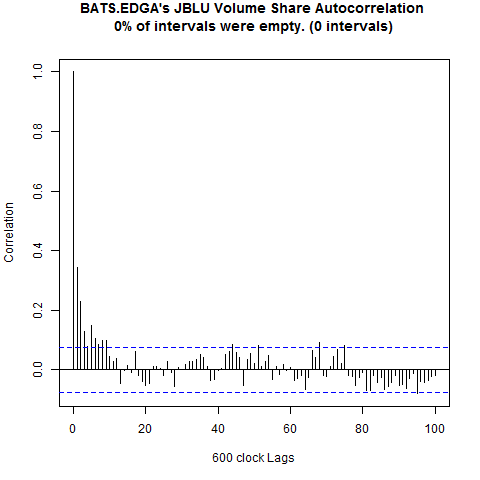 BATS.EDGA's JBLU Volume Share Autocorrelation
0% of intervals were empty. (0 intervals)
Correlation
1.0
0.8
0.6
0.4
0.2
0.0
0 20 40 60 80 100
600 clock Lags